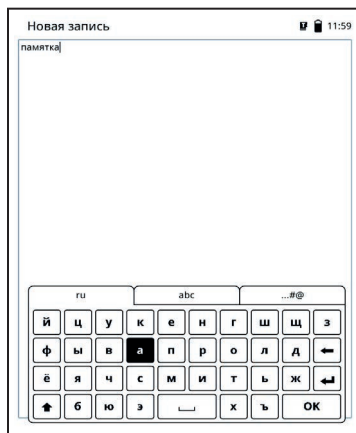 Новая запись 11:59
памятка
ru abc ...#@
й ц у к е н г ш щ з
ф ы в а п р о л д
ё я ч с м и т ь ж
б ю э х ъ OK